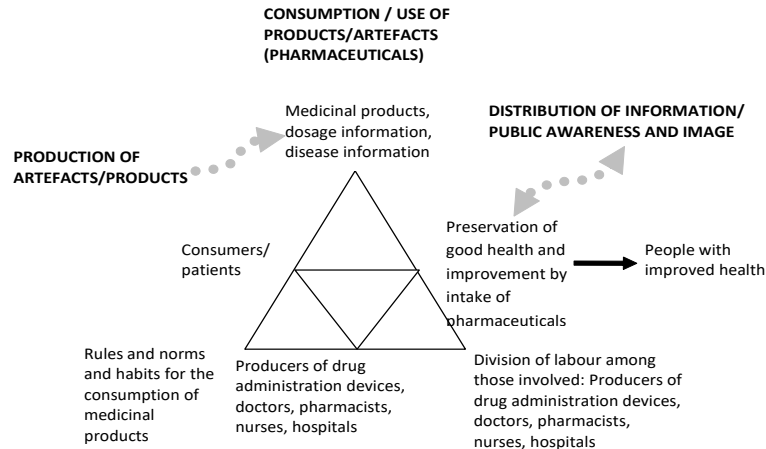 CONSUMPTION / USE OF
PRODUCTS/ARTEFACTS
(PHARMACEUTICALS)
Medicinal products,
dosage information,
disease information
DISTRIBUTION OF INFORMATION/
PUBLIC AWARENESS AND IMAGE
PRODUCTION OF
ARTEFACTS/PRODUCTS
Consumers/
patients
Preservation of
good health and
improvement by
intake of
pharmaceuticals
People with
improved health
Rules and norms
and habits for the
consumption of
medicinal
products
Producers of drug
administration devices,
doctors, pharmacists,
nurses, hospitals
Division of labour among
those involved: Producers of
drug administration devices,
doctors, pharmacists,
nurses, hospitals